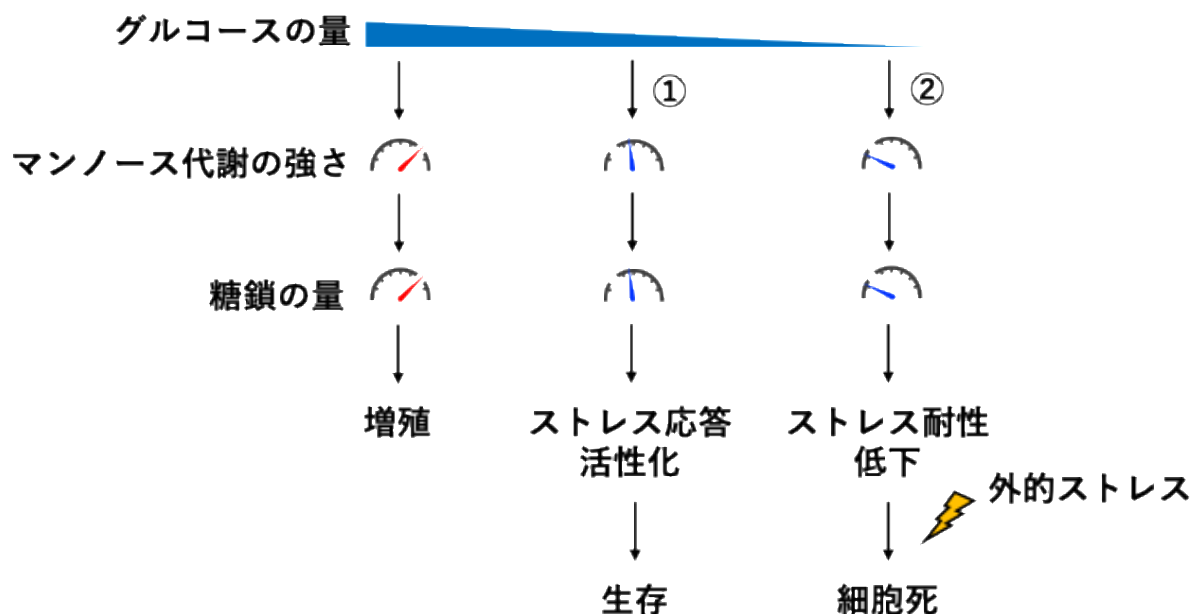 グルコースの量
①
②
マンノース代謝の強さ
糖鎖の量
増殖
ストレス応答
活性化
ストレス耐性
低下
外的ストレス
生存
細胞死